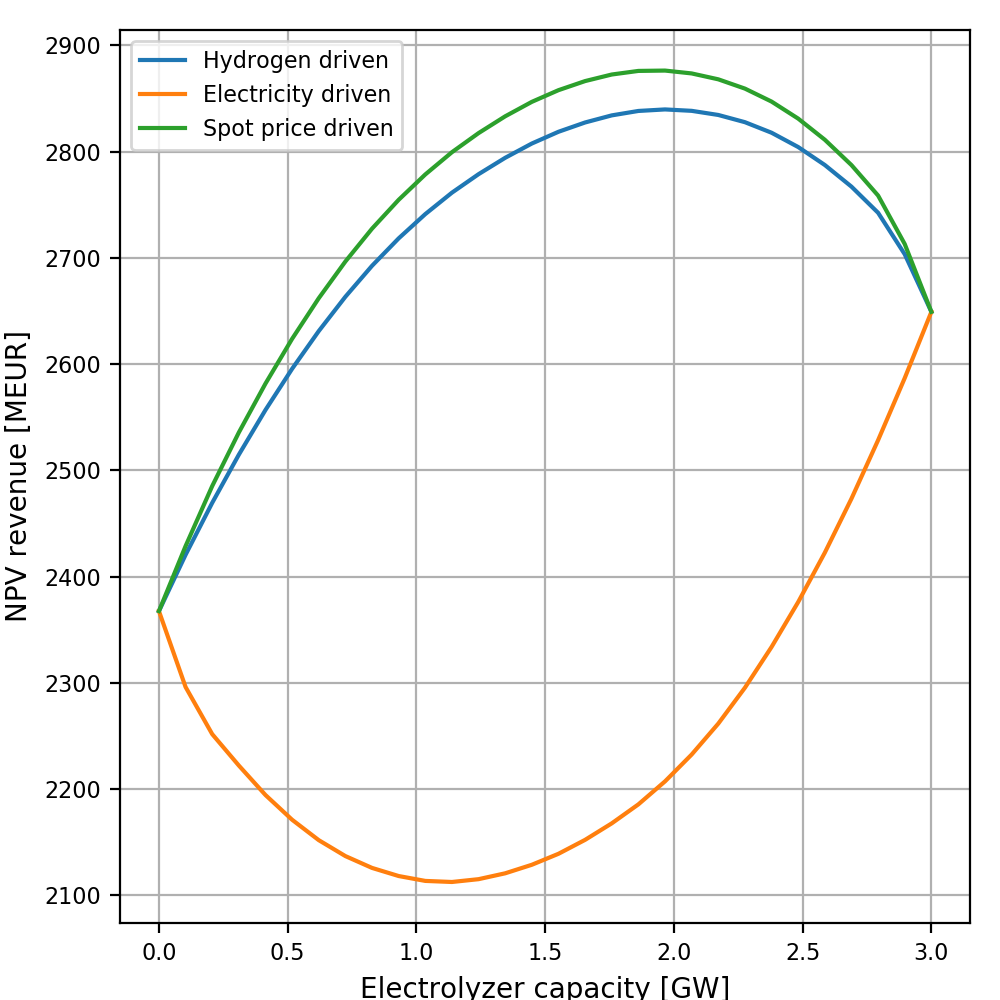 Hydrogen driven
Electricity driven
Spot price driven
NPV revenue [MEUR]
2900
2800
2700
2600
2500
2400
2300
2200
2100
0.0 0.5 1.0 1.5 2.0 2.5 3.0
Electrolyzer capacity [GW]